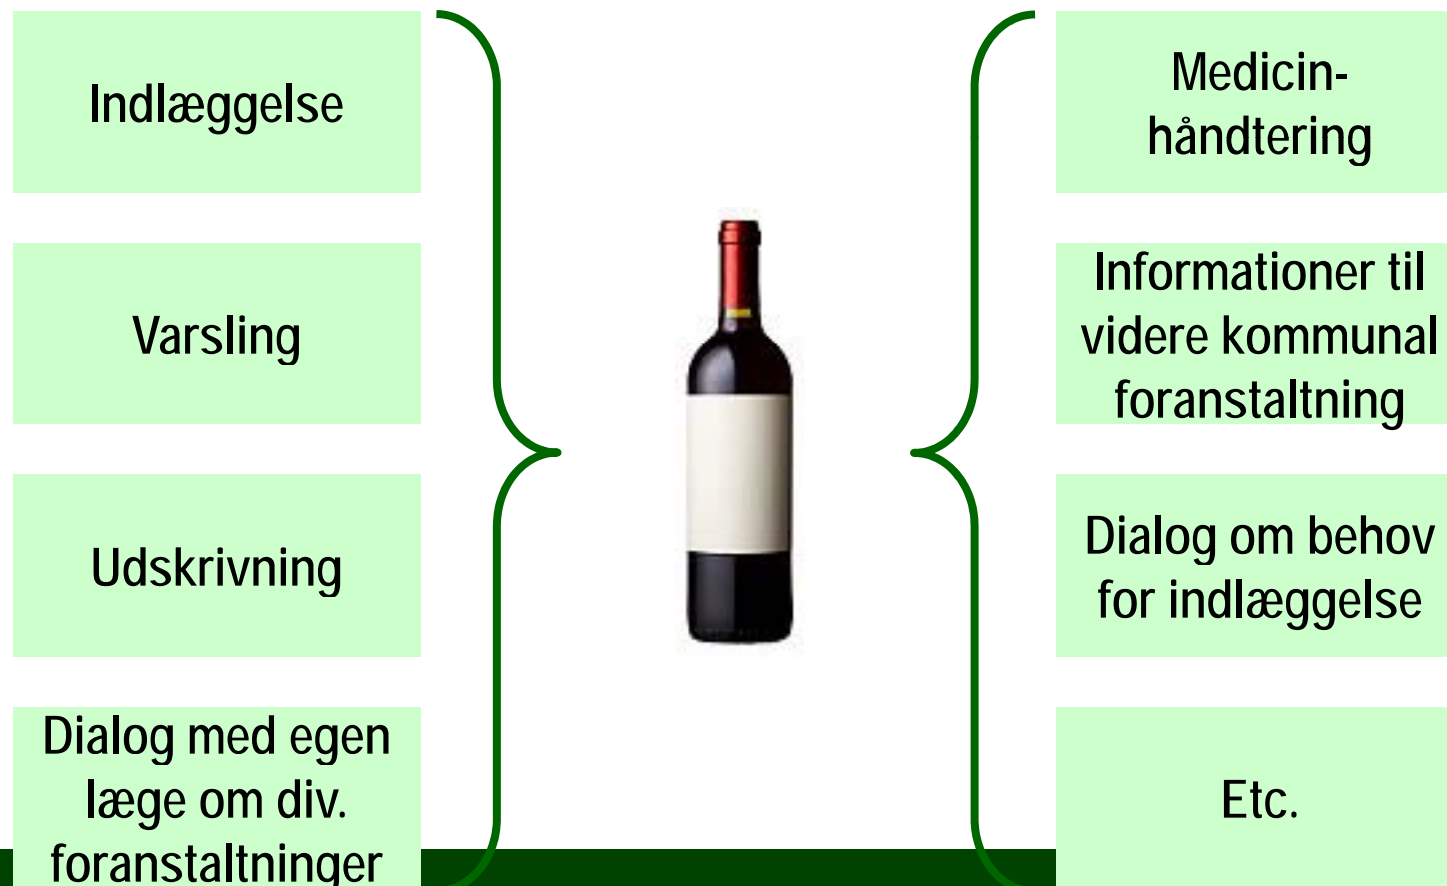 Indlæggelse
Varsling
Udskrivning
Dialog med egen
læge om div.
foranstaltninger
Medicin-
håndtering
Informationer til
videre kommunal
foranstaltning
Dialog om behov
for indlæggelse
Etc.